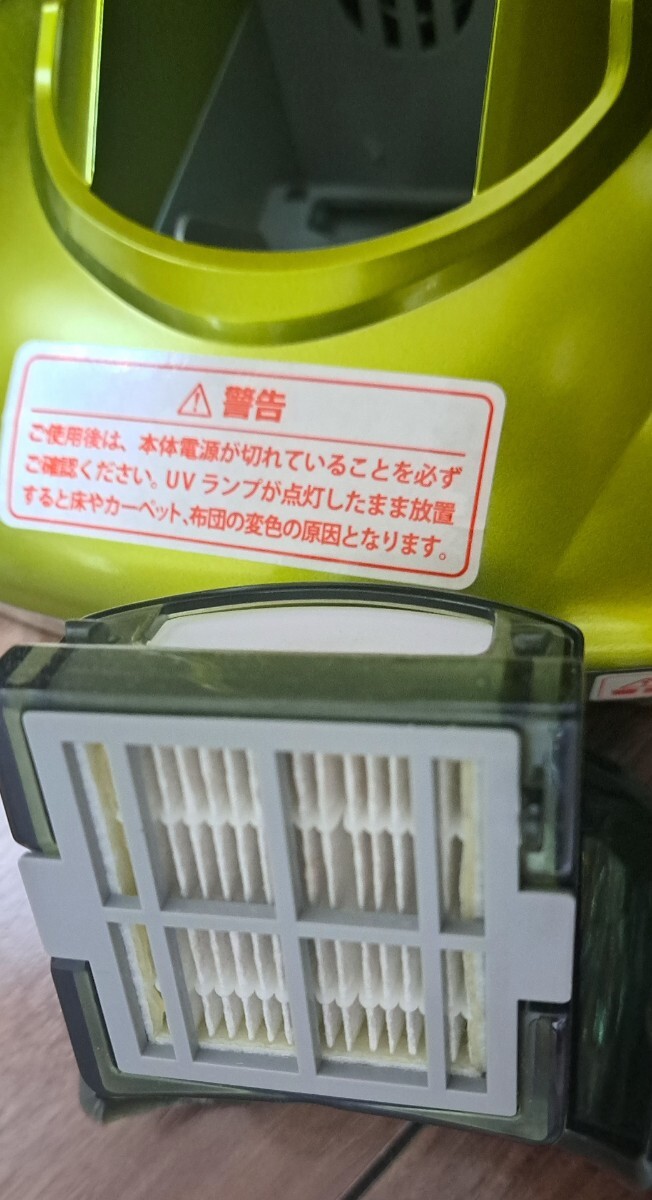 警告
ご使用後は、本体電源が切れていることを必ず
ご確認ください。UVランプが点灯したまま放置
すると床やカーペット、布団の変色の原因となります。